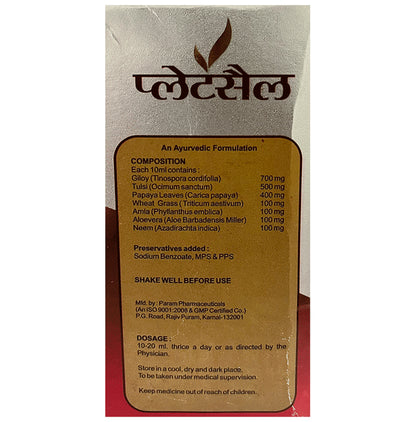 प्लेटसैल
An Ayurvedic Formulation
COMPOSITION
Each 10ml contains :
Giloy (Tinospora cordifolia) 700 mg
Tulsi (Ocimum sanctum) 500 mg
Papaya Leaves (Carica papaya) 400 mg
Wheat Grass ( Triticum aestivum) 100 mg
Amla (Phyllanthus emblica) 100 mg
Aloevera (Aloe Barbadensis Miller) 100 mg
Neem (Azadirachta indica) 100 mg
Preservatives added :
Sodium Benzoate, MPS & PPS
SHAKE WELL BEFORE USE
Mfd. by : Param Pharmaceuticals
(An ISO 9001:2008 & GMP Certified Co.)
P.G. Road, Rajiv Puram, Karnal-132001
DOSAGE :
10-20 ml. thrice a day or as directed by the
Physician.
Store in a cool, dry and dark place.
To be taken under medical supervision.
Keep medicine out of reach of children.